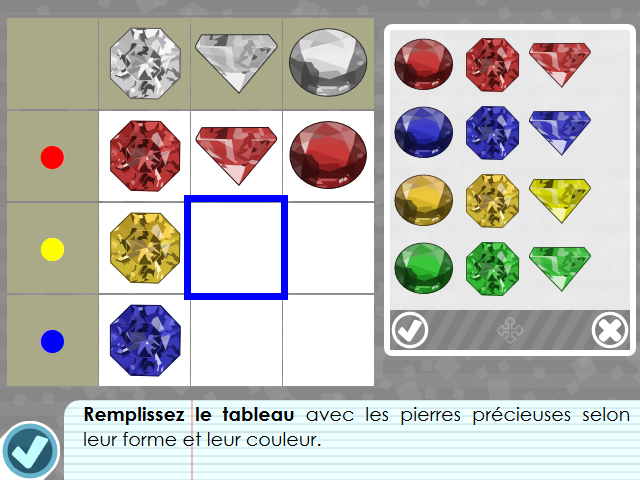 Remplissez le tableau avec les pierres précieuses selon
leur forme et leur couleur.